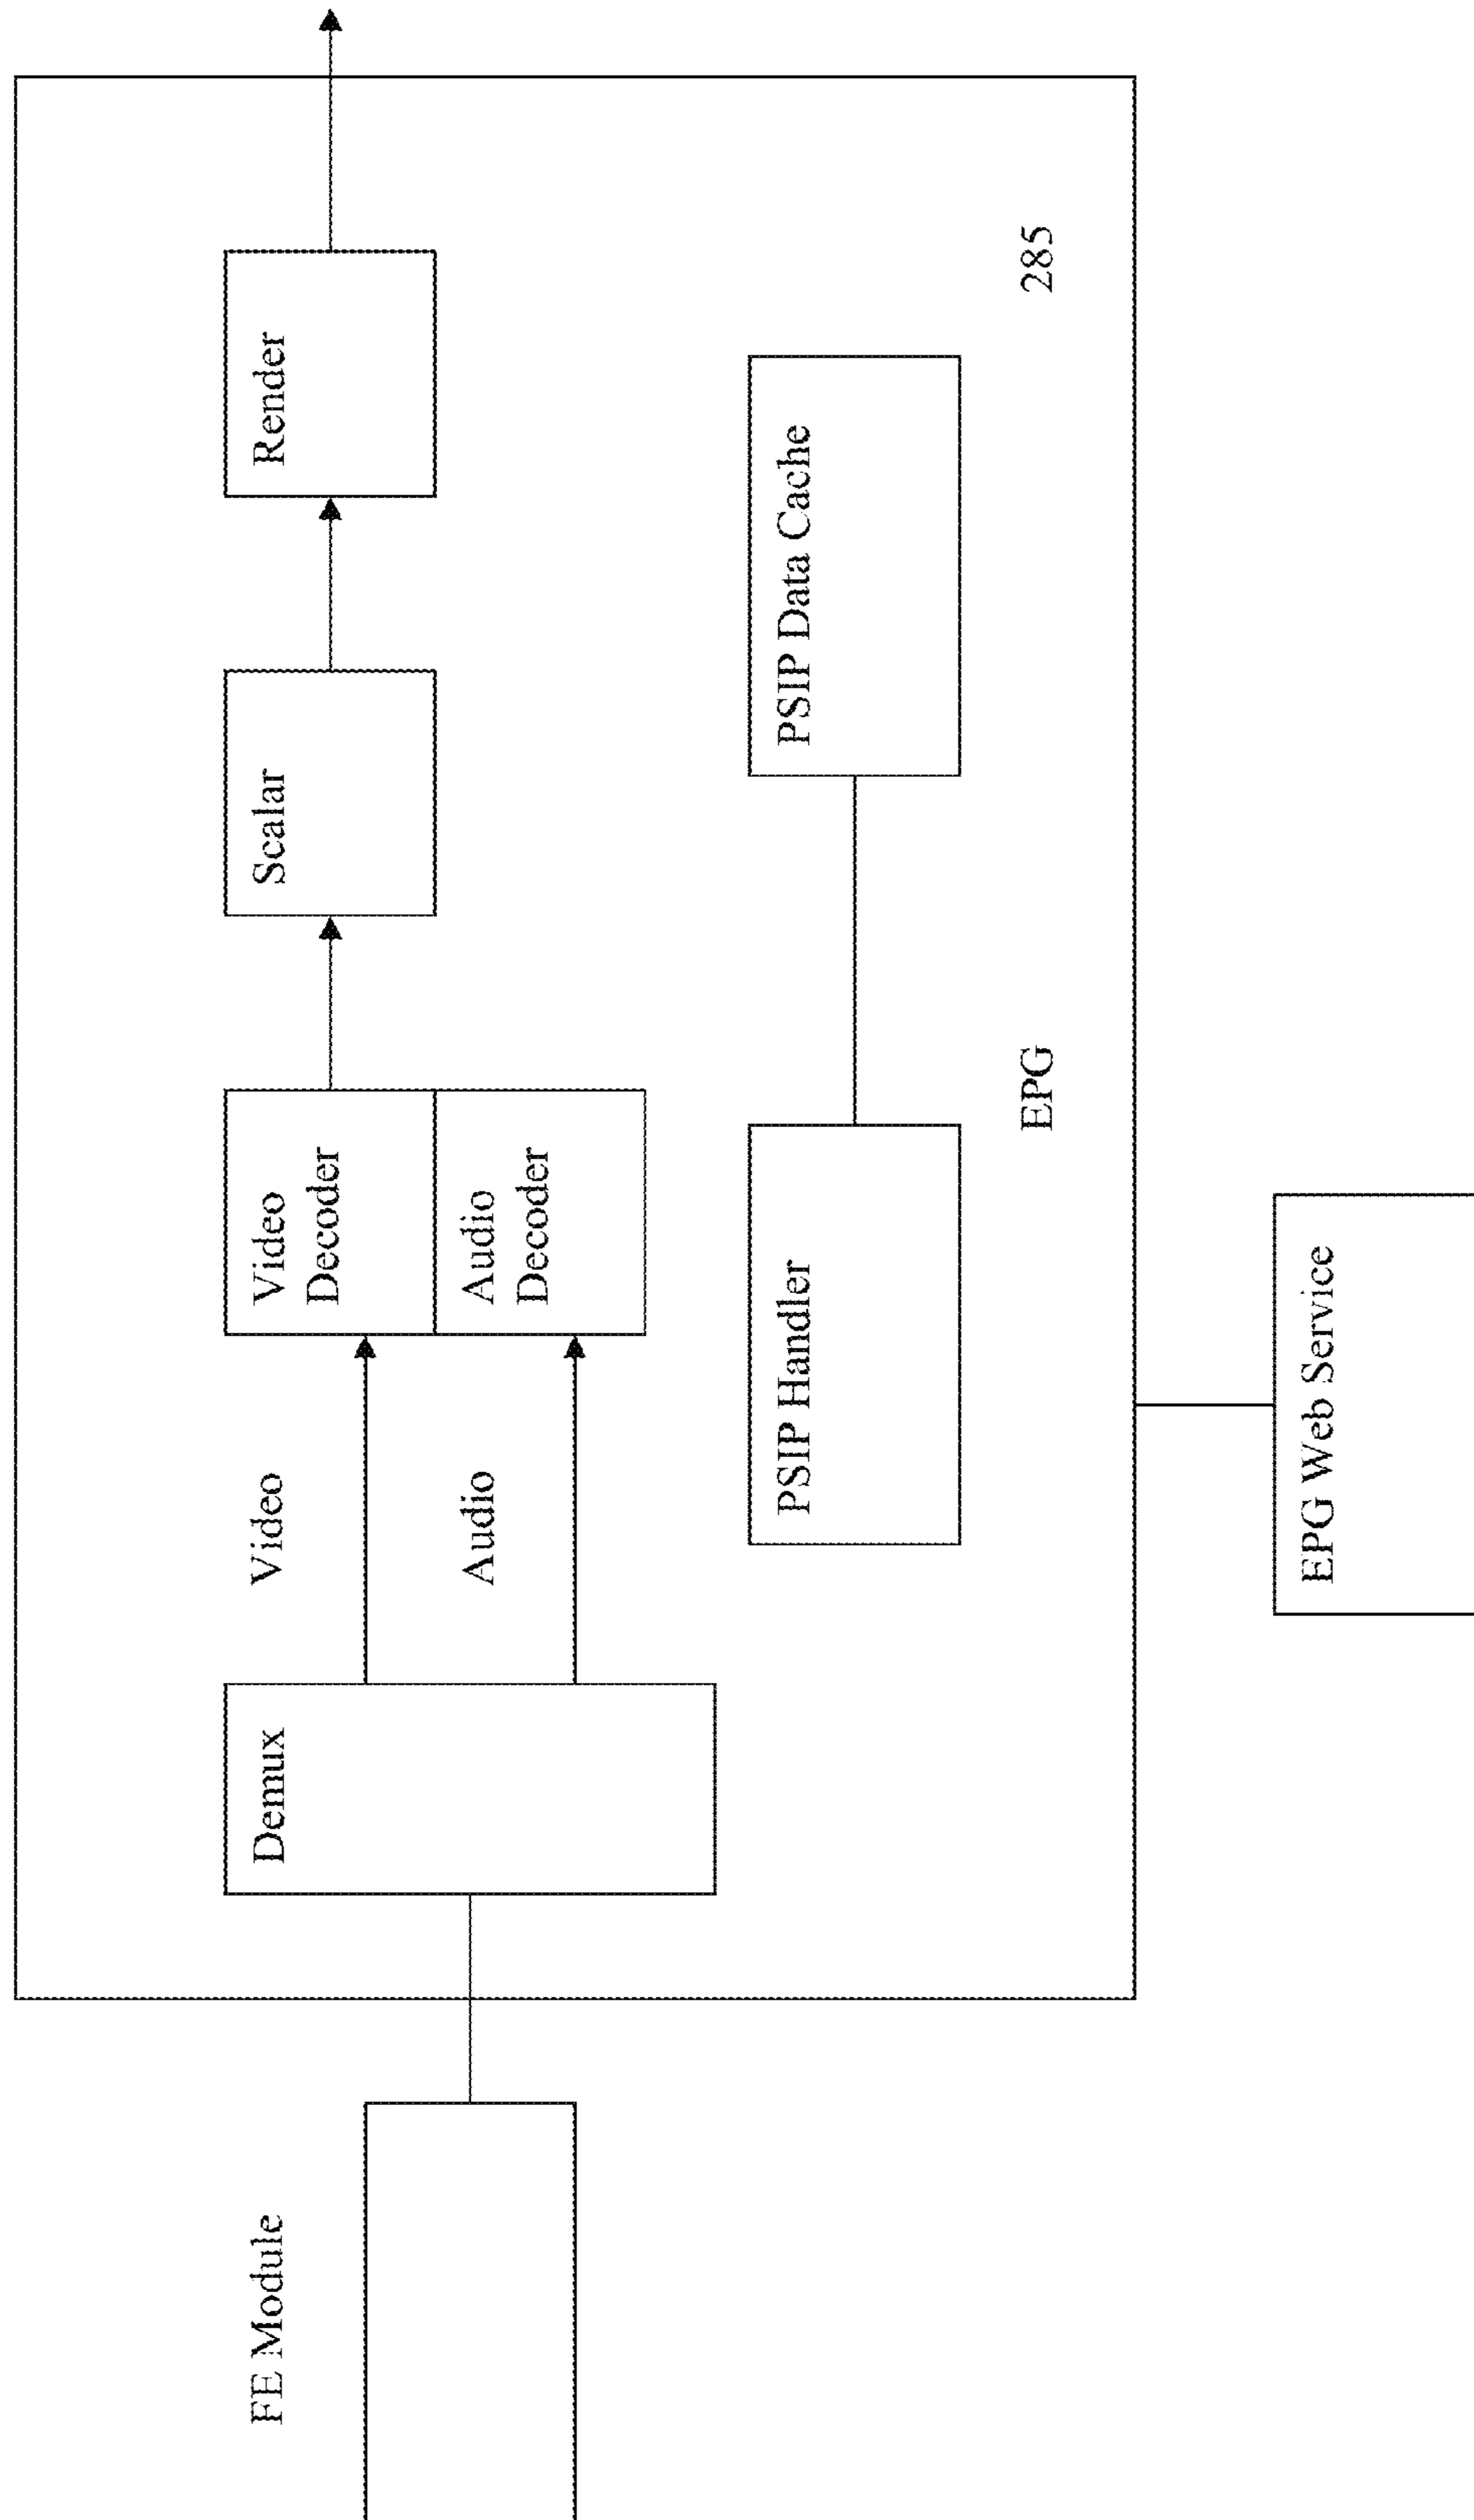 FE Module
Demux
Video
Audio
Video
Decoder
Audio
Decoder
Scalar
Render
PSIP Handler
PSIP Data Cache
EPG
285
EPG Web Service